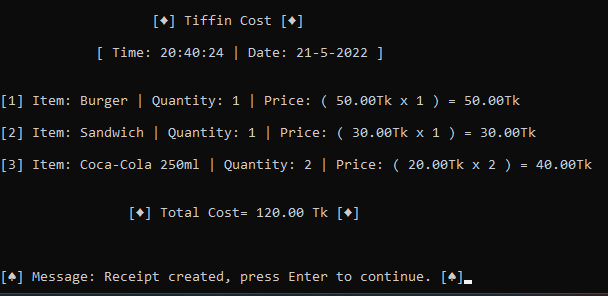 [♦] Tiffin Cost [♦]
[ Time: 20:40:24 | Date: 21-5-2022 ]
[1] Item: Burger | Quantity: 1 | Price: ( 50.00Tk x 1 ) = 50.00Tk
[2] Item: Sandwich | Quantity: 1 | Price: ( 30.00Tk x 1 ) = 30.00Tk
[3] Item: Coca-Cola 250ml | Quantity: 2 | Price: ( 20.00Tk x 2 ) = 40.00Tk
[♦] Total Cost= 120.00 Tk [♦]
[♠] Message: Receipt created, press Enter to continue. [♠]